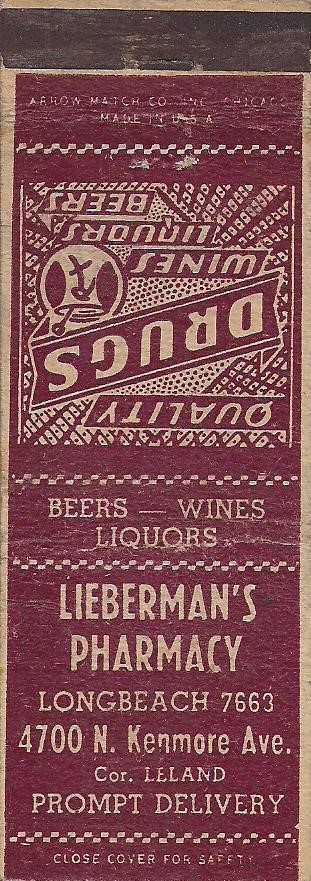 ARROW MATCH CO. INC. CHICAGO
MADE IN U.S.A.
QUALITY
DRUGS
WINES
LIQUORS
BEERS
BEERS — WINES
LIQUORS
LIEBERMAN'S
PHARMACY
LONGBEACH 7663
4700 N. Kenmore Ave.
Cor. LELAND
PROMPT DELIVERY
CLOSE COVER FOR SAFETY